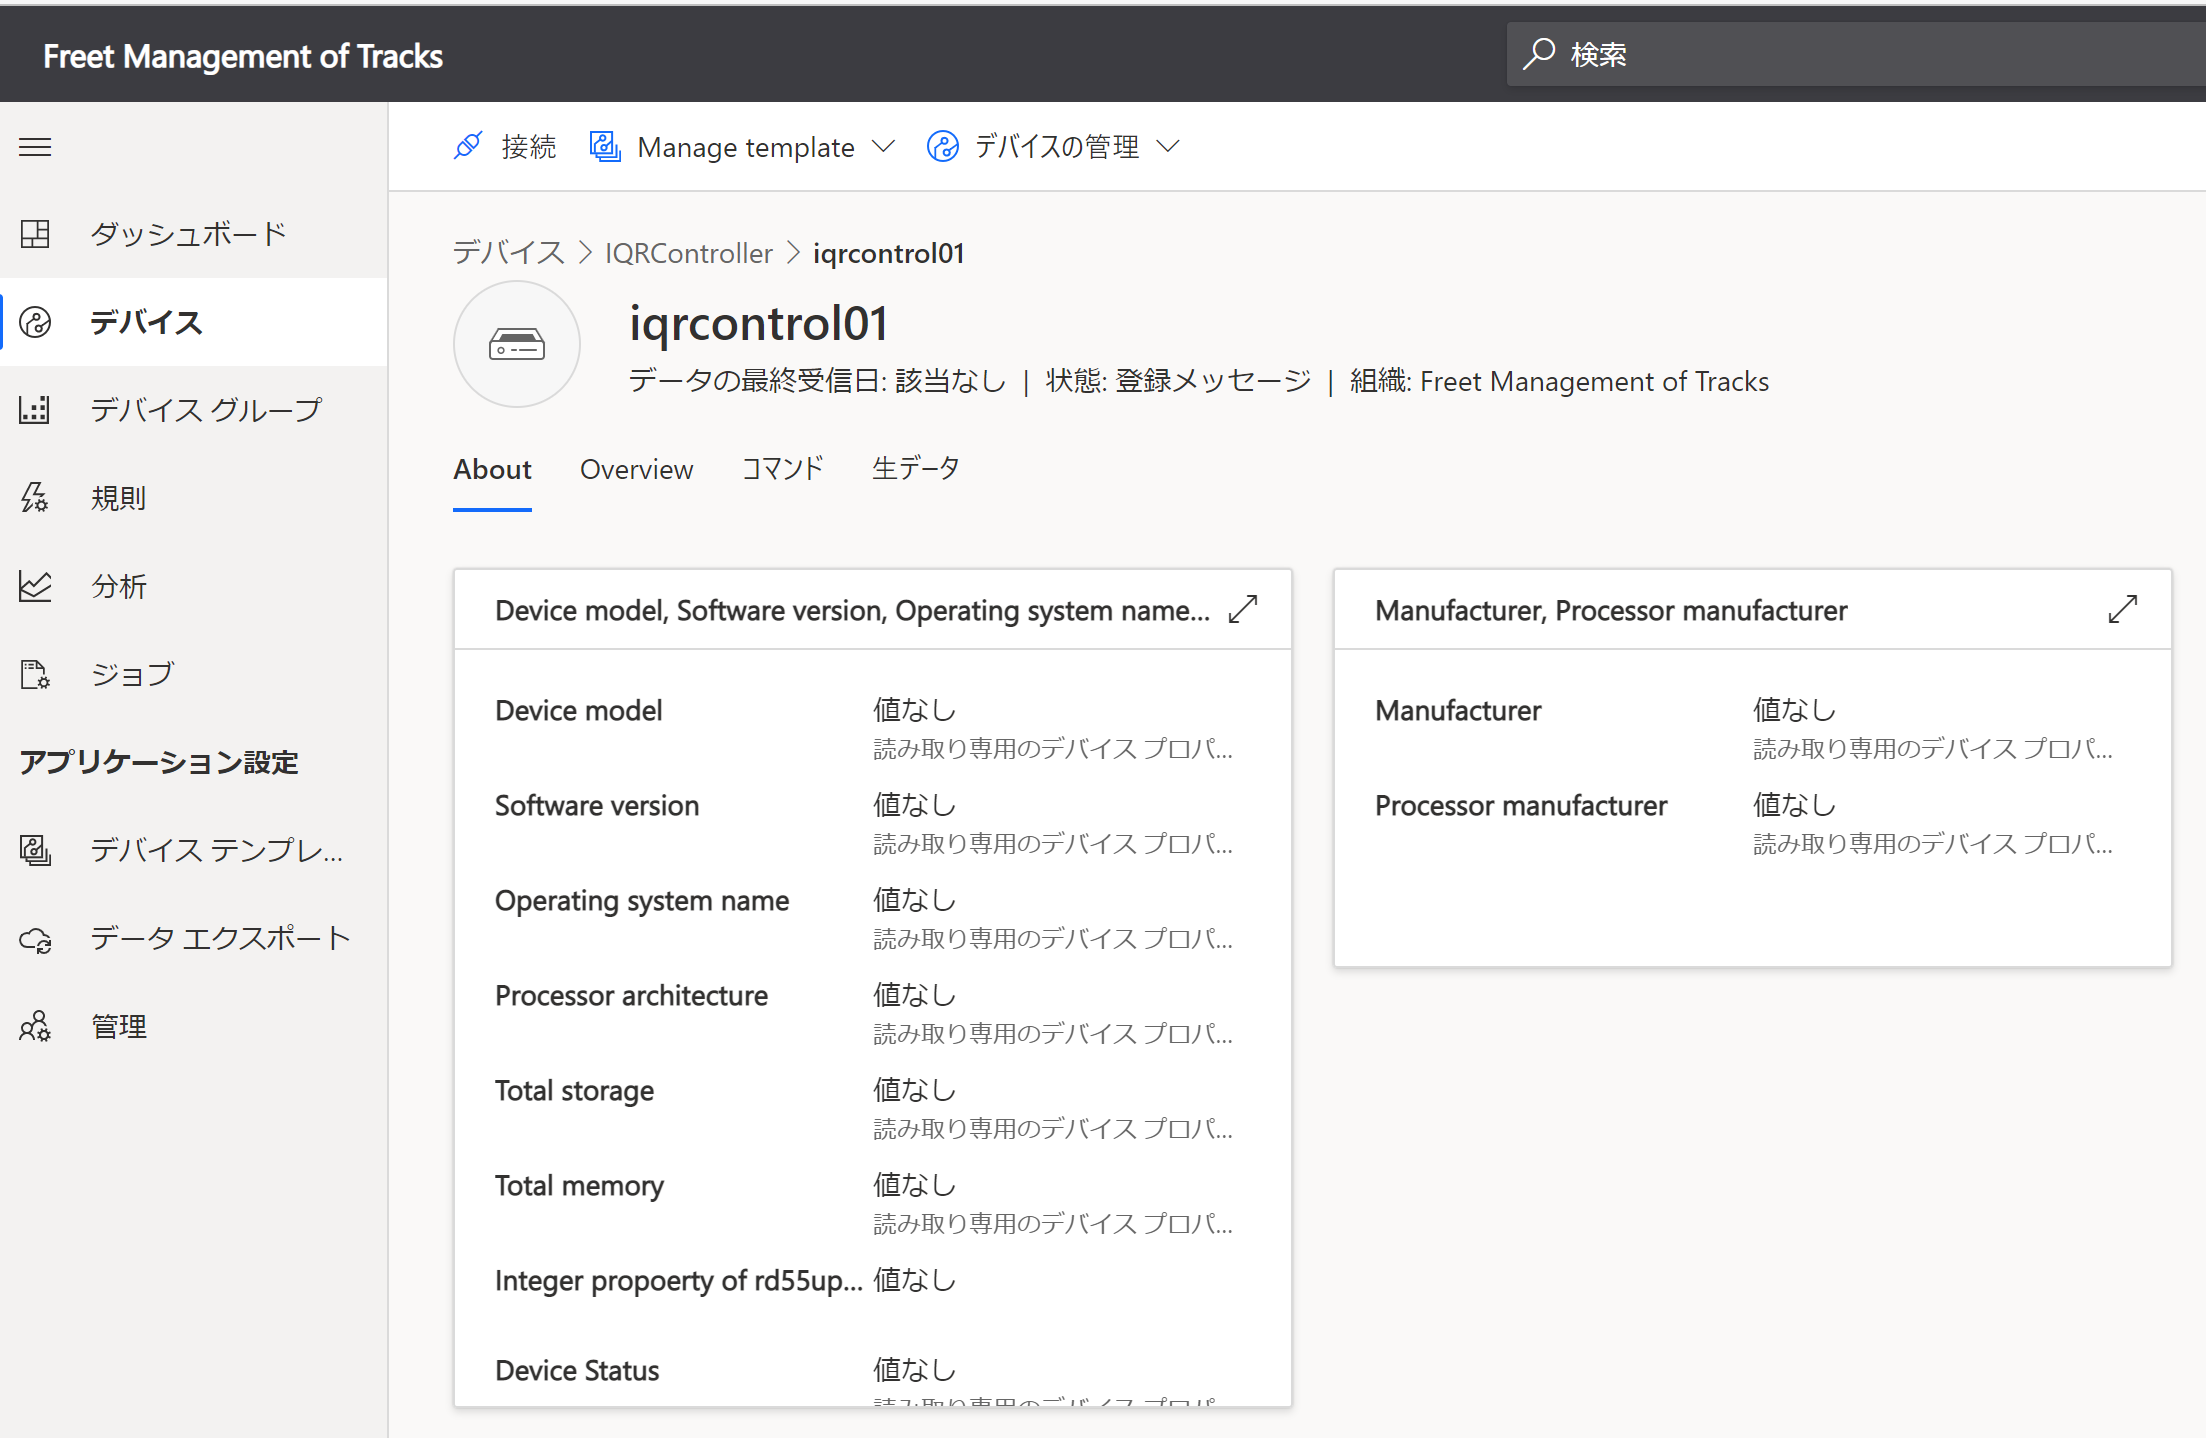 Freet Management of Tracks
検索
接続
Manage template
デバイスの管理
ダッシュボード
デバイス
デバイス グループ
規則
分析
ジョブ
アプリケーション設定
デバイス テンプレ...
データ エクスポート
管理
デバイス > IQRController > iqrcontrol01
iqrcontrol01
データの最終受信日: 該当なし | 状態: 登録メッセージ | 組織: Freet Management of Tracks
About
Overview
コマンド
生データ
Device model, Software version, Operating system name...
Device model 値なし
読み取り専用のデバイス プロパ...
Software version 値なし
読み取り専用のデバイス プロパ...
Operating system name 値なし
読み取り専用のデバイス プロパ...
Processor architecture 値なし
読み取り専用のデバイス プロパ...
Total storage 値なし
読み取り専用のデバイス プロパ...
Total memory 値なし
読み取り専用のデバイス プロパ...
Integer propoerty of rd55up... 値なし
Device Status 値なし
Manufacturer, Processor manufacturer
Manufacturer 値なし
読み取り専用のデバイス プロパ...
Processor manufacturer 値なし
読み取り専用のデバイス プロパ...